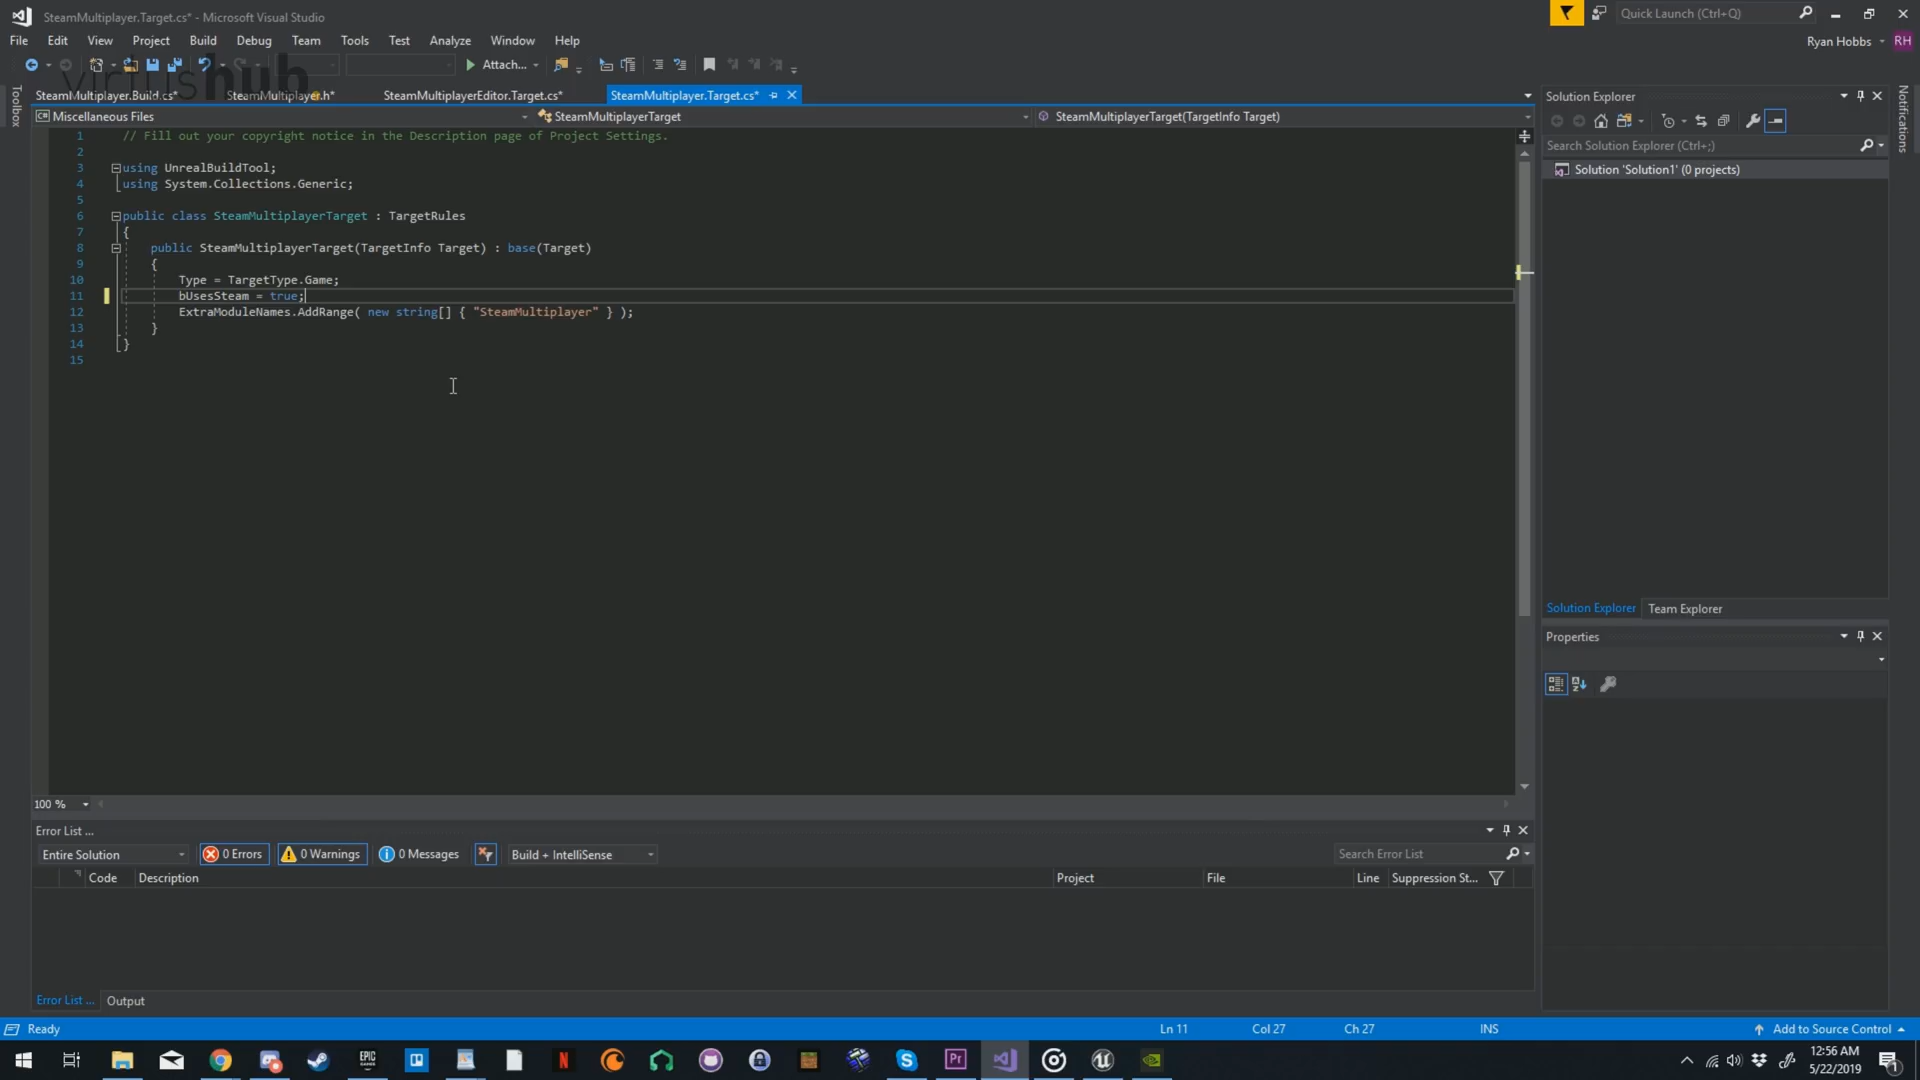 SteamMultiplayer.Target.cs* - Microsoft Visual Studio
Quick Launch (Ctrl+Q)
File Edit View Project Build Debug Team Tools Test Analyze Window Help
Ryan Hobbs
RH
Attach...
virtushub
Toolbox
SteamMultiplayer.Build.cs*
SteamMultiplayer.h*
SteamMultiplayerEditor.Target.cs*
SteamMultiplayer.Target.cs*
Miscellaneous Files
SteamMultiplayerTarget
SteamMultiplayerTarget(TargetInfo Target)
1 // Fill out your copyright notice in the Description page of Project Settings.
2
3 using UnrealBuildTool;
4 using System.Collections.Generic;
5
6 public class SteamMultiplayerTarget : TargetRules
7 {
8 public SteamMultiplayerTarget(TargetInfo Target) : base(Target)
9 {
10 Type = TargetType.Game;
11 bUsesSteam = true;
12 ExtraModuleNames.AddRange( new string[] { "SteamMultiplayer" } );
13 }
14 }
15
100 %
Solution Explorer
Search Solution Explorer (Ctrl+;)
Solution 'Solution1' (0 projects)
Solution Explorer Team Explorer
Properties
Notifications
Error List ...
Entire Solution
0 Errors
0 Warnings
0 Messages
Build + IntelliSense
Search Error List
Code Description Project File Line Suppression St...
Error List ... Output
Ready
Ln 11 Col 27 Ch 27 INS
Add to Source Control
EPIC GAMES
Pr
12:56 AM
5/22/2019
1